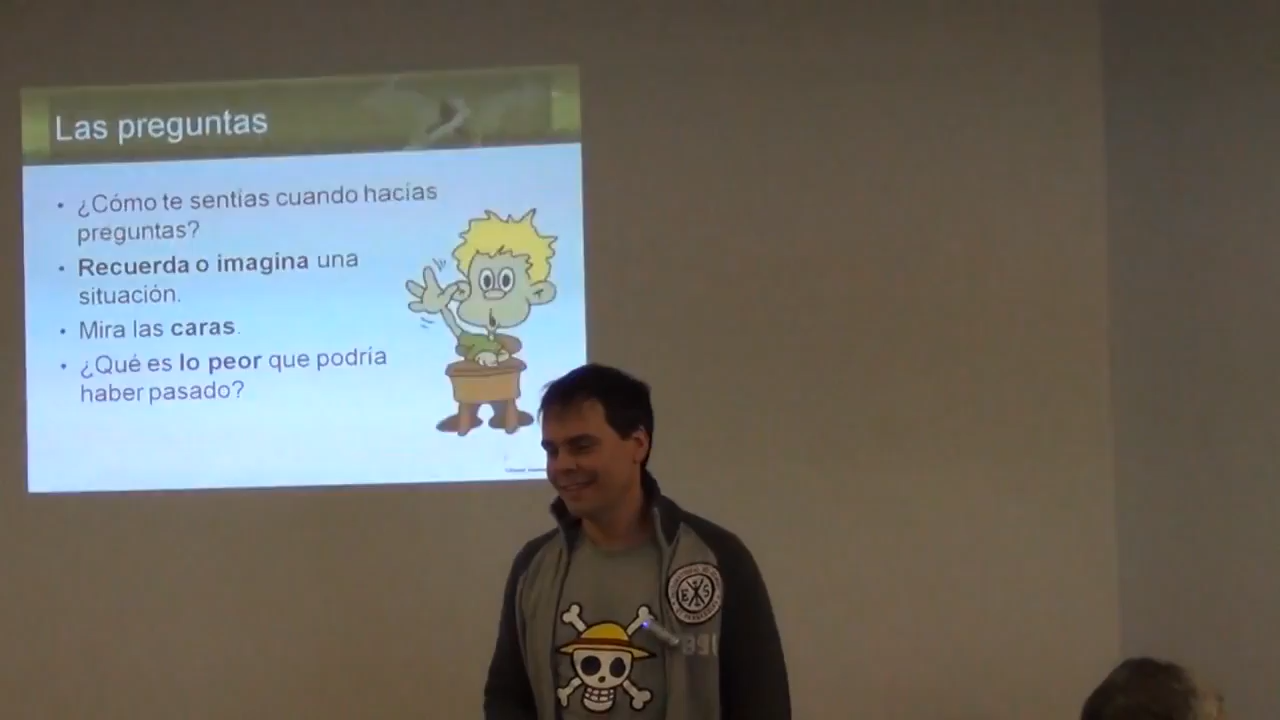 Las preguntas
• ¿Cómo te sentías cuando hacías
preguntas?
• Recuerda o imagina una
situación.
• Mira las caras.
• ¿Qué es lo peor que podría
haber pasado?
E S
891